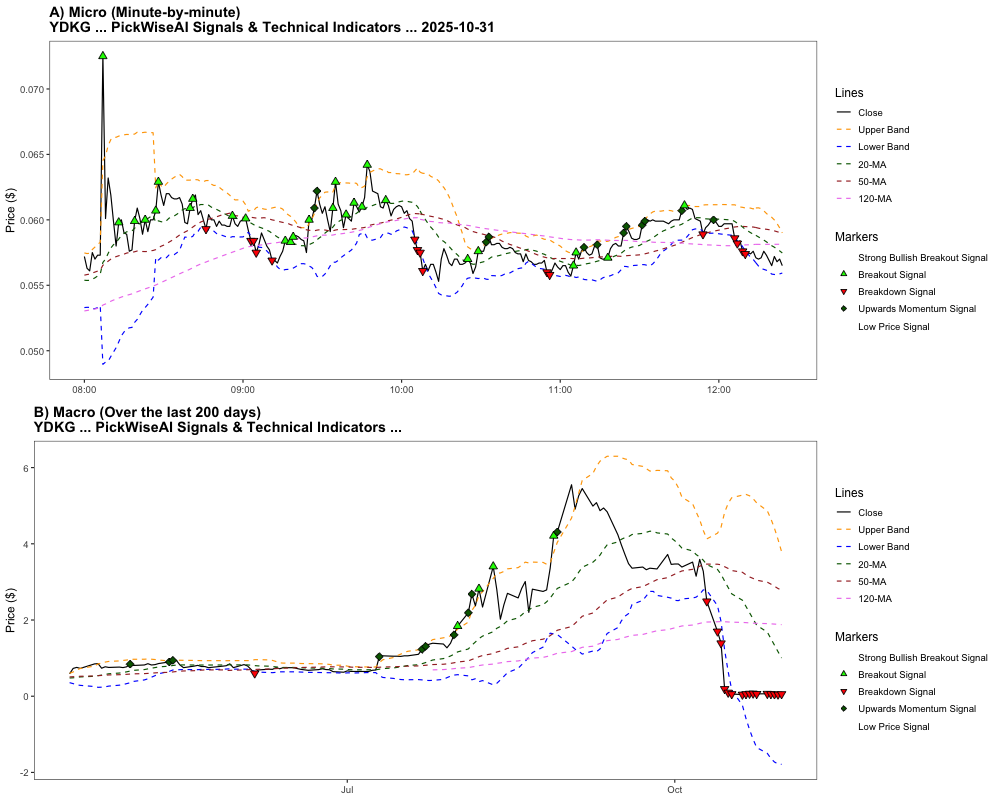 A) Micro (Minute-by-minute)
YDKG ... PickWiseAI Signals & Technical Indicators ... 2025-10-31
Price ($)
0.070
0.065
0.060
0.055
0.050
08:00 09:00 10:00 11:00 12:00
Lines
Close
Upper Band
Lower Band
20-MA
50-MA
120-MA
Markers
Strong Bullish Breakout Signal
Breakout Signal
Breakdown Signal
Upwards Momentum Signal
Low Price Signal
B) Macro (Over the last 200 days)
YDKG ... PickWiseAI Signals & Technical Indicators ...
Price ($)
6
4
2
0
-2
Jul Oct
Lines
Close
Upper Band
Lower Band
20-MA
50-MA
120-MA
Markers
Strong Bullish Breakout Signal
Breakout Signal
Breakdown Signal
Upwards Momentum Signal
Low Price Signal